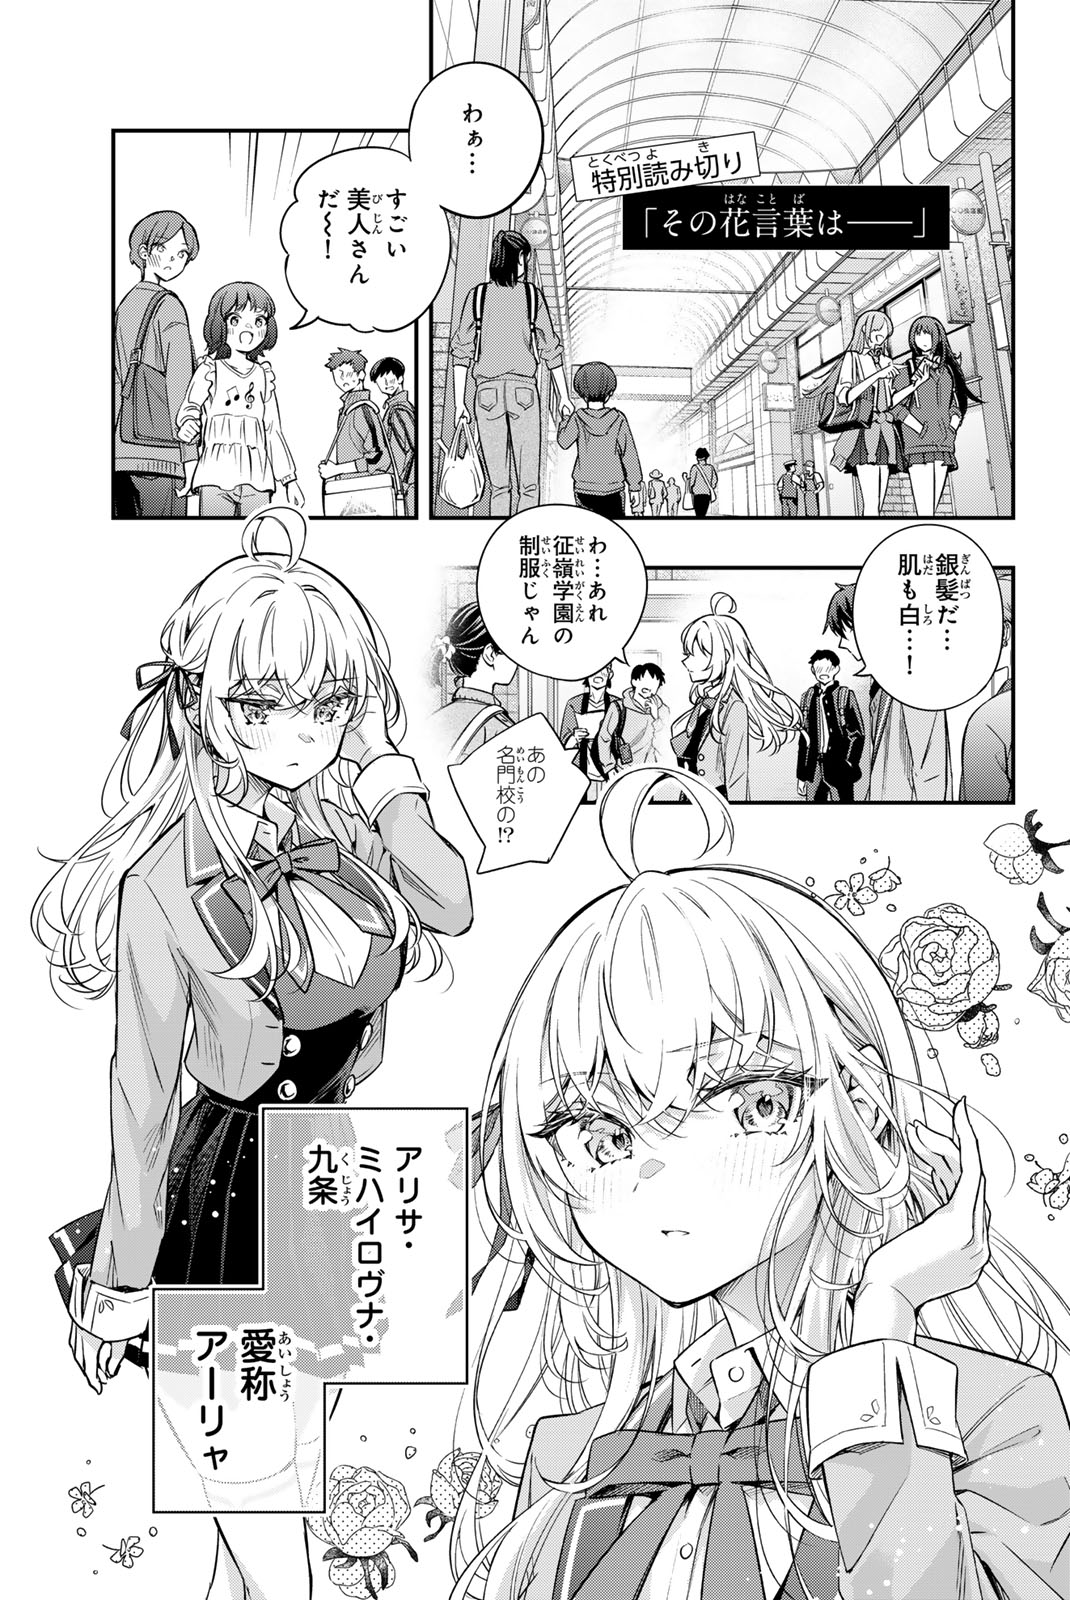 特別読み切り
「その花言葉は――」
わぁ…
すごい
美人さん
だ〜！
銀髪だ…
肌も白…！
わ…あれ
征嶺学園の
制服じゃん
あの
名門校の!?
アリサ・
ミハイロヴナ・
九条
愛称
アーリャ